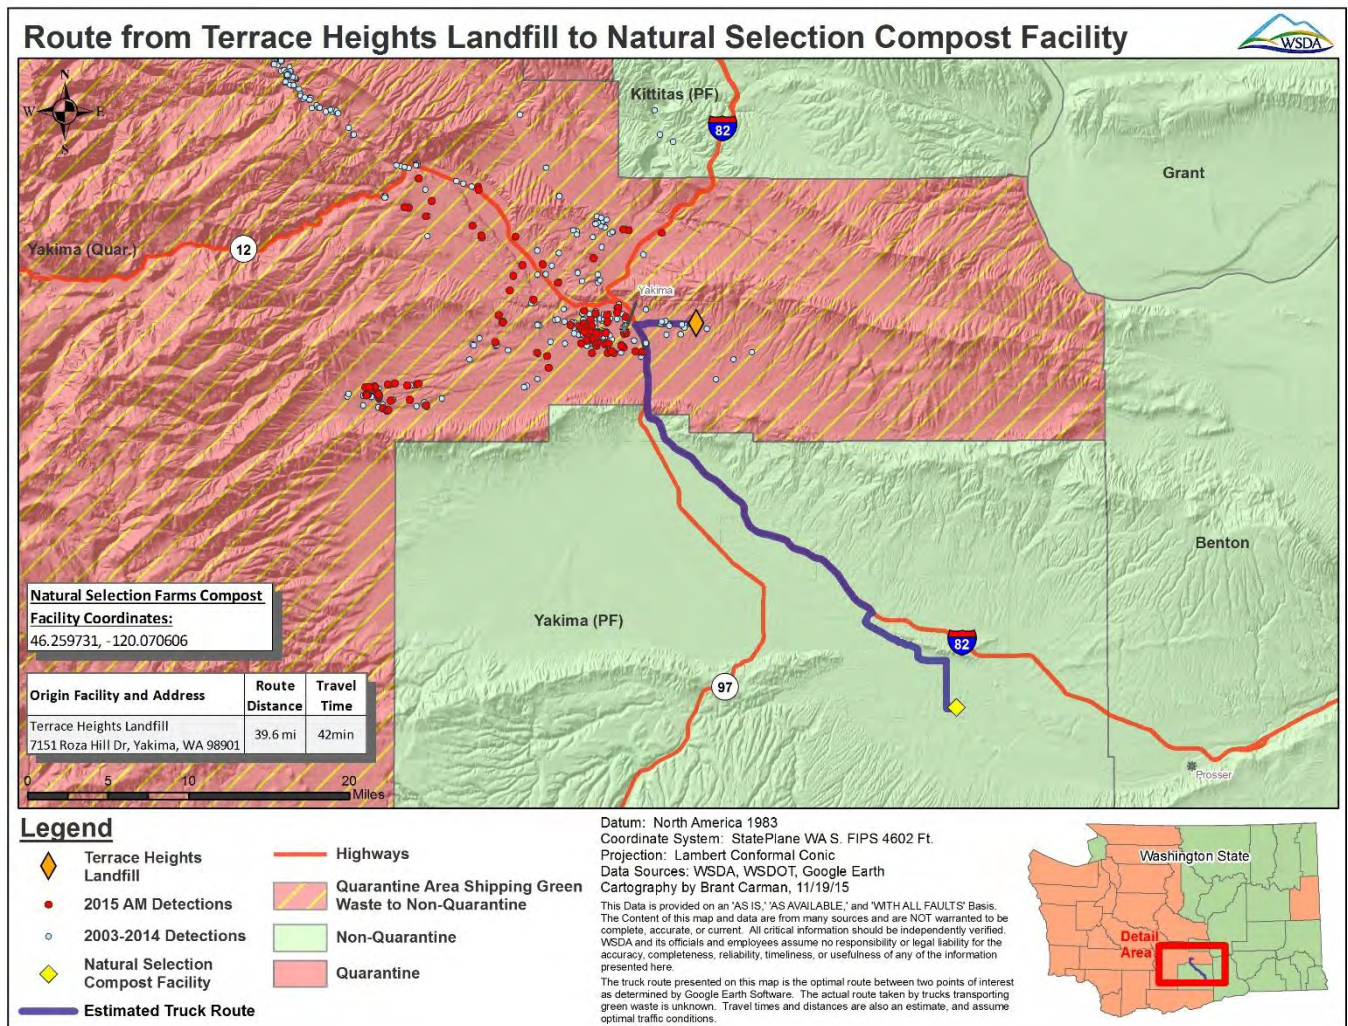 Route from Terrace Heights Landfill to Natural Selection Compost Facility
WSDA
N
W E
S
Kittitas (PF)
82
Grant
Yakima (Quar.)
12
Yakima
Benton
Yakima (PF)
82
97
Prosser
Natural Selection Farms Compost
Facility Coordinates:
46.259731, -120.070606
Origin Facility and Address Route Distance Travel Time
Terrace Heights Landfill
7151 Roza Hill Dr, Yakima, WA 98901 39.6 mi 42min
0 5 10 20
Miles
Legend
Terrace Heights
Landfill
2015 AM Detections
2003-2014 Detections
Natural Selection
Compost Facility
Estimated Truck Route
Highways
Quarantine Area Shipping Green
Waste to Non-Quarantine
Non-Quarantine
Quarantine
Datum: North America 1983
Coordinate System: StatePlane WA S. FIPS 4602 Ft.
Projection: Lambert Conformal Conic
Data Sources: WSDA, WSDOT, Google Earth
Cartography by Brant Carman, 11/19/15
This Data is provided on an 'AS IS,' 'AS AVAILABLE,' and 'WITH ALL FAULTS' Basis.
The Content of this map and data are from many sources and are NOT warranted to be
complete, accurate, or current. All critical information should be independently verified.
WSDA and its officials and employees assume no responsibility or legal liability for the
accuracy, completeness, reliability, timeliness, or usefulness of any of the information
presented here.
The truck route presented on this map is the optimal route between two points of interest
as determined by Google Earth Software. The actual route taken by trucks transporting
green waste is unknown. Travel times and distances are also an estimate, and assume
optimal traffic conditions.
Washington State
Detail
Area